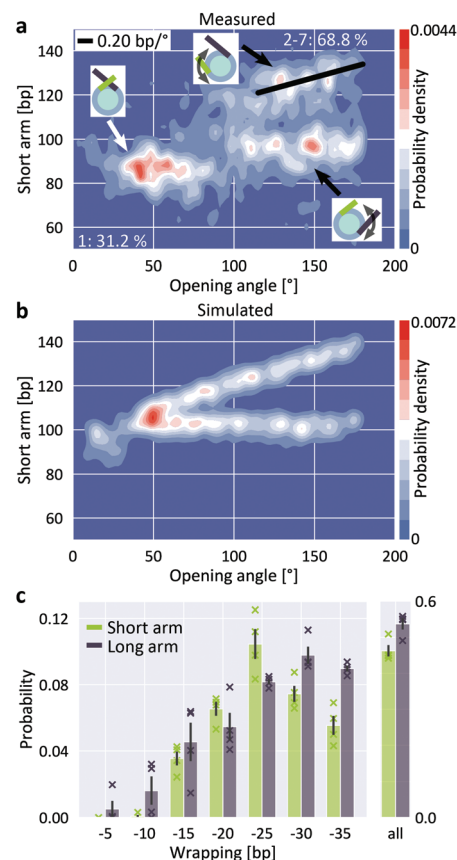 a
Measured
0.0044
0.20 bp/°
2-7: 68.8 %
140
120
100
80
60
Short arm [bp]
1: 31.2 %
0
50
100
150
200
Opening angle [°]
Probability density
0
b
Simulated
0.0072
140
120
100
80
60
Short arm [bp]
0
50
100
150
200
Opening angle [°]
Probability density
0
c
Short arm
Long arm
0.12
0.08
0.04
0.00
Probability
-5
-10
-15
-20
-25
-30
-35
all
0.6
0.0
Wrapping [bp]